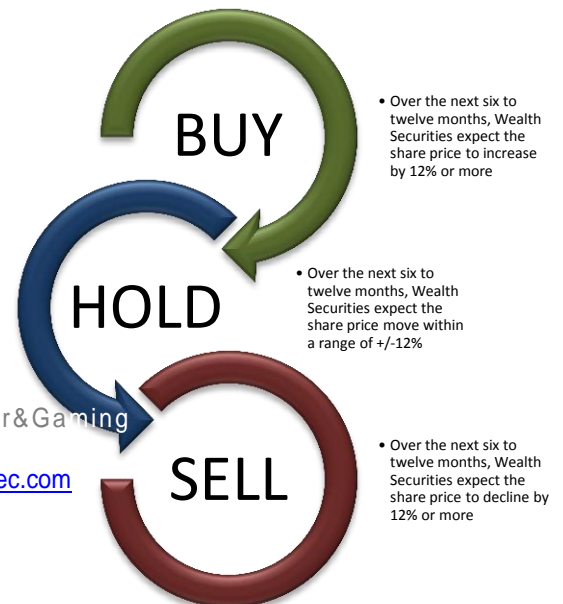 BUY
• Over the next six to
twelve months, Wealth
Securities expect the
share price to increase
by 12% or more
HOLD
• Over the next six to
twelve months, Wealth
Securities expect the
share price move within
a range of +/-12%
r&Gaming
ec.com
SELL
• Over the next six to
twelve months, Wealth
Securities expect the
share price to decline by
12% or more